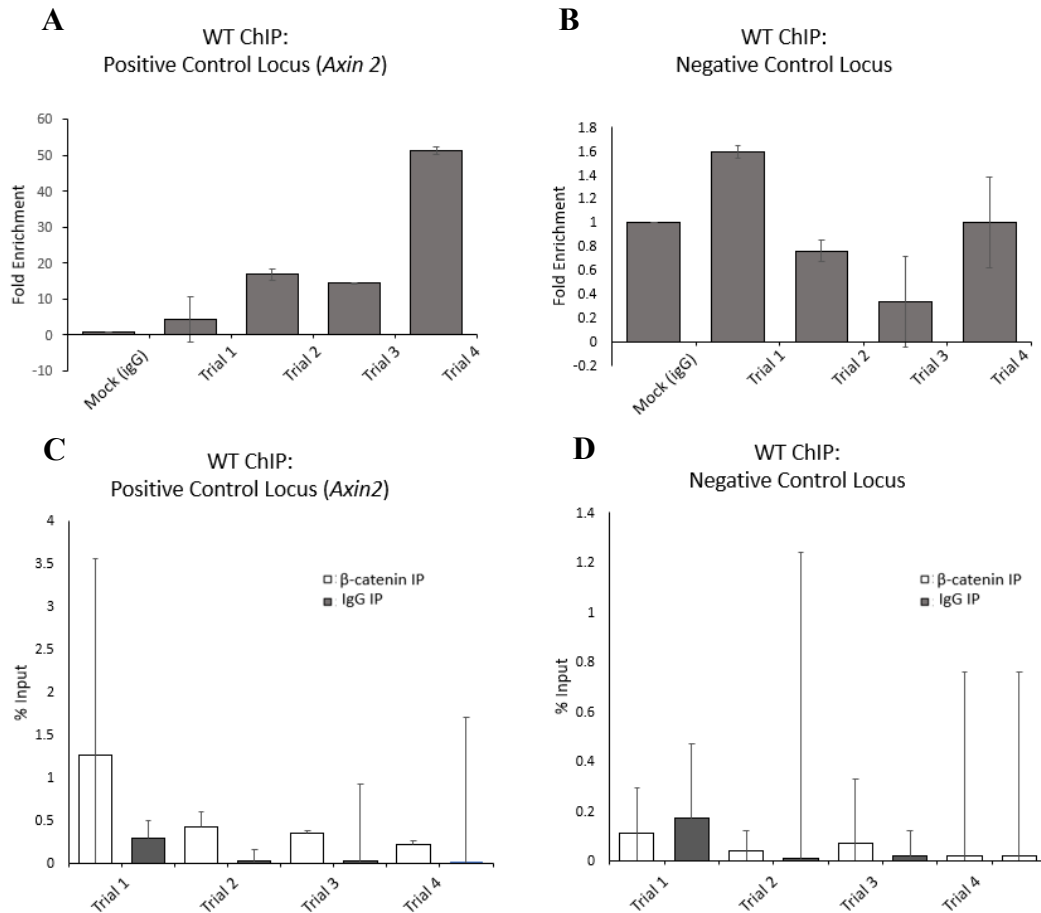 A
WT ChIP:
Positive Control Locus (Axin 2)
Fold Enrichment
60
50
40
30
20
10
0
-10
Mock (igG)
Trial 1
Trial 2
Trial 3
Trial 4
B
WT ChIP:
Negative Control Locus
Fold Enrichment
1.8
1.6
1.4
1.2
1
0.8
0.6
0.4
0.2
0
-0.2
Mock (IgG)
Trial 1
Trial 2
Trial 3
Trial 4
C
WT ChIP:
Positive Control Locus (Axin2)
% Input
4
3.5
3
2.5
2
1.5
1
0.5
0
β-catenin IP
IgG IP
Trial 1
Trial 2
Trial 3
Trial 4
D
WT ChIP:
Negative Control Locus
% Input
1.4
1.2
1
0.8
0.6
0.4
0.2
0
β-catenin IP
IgG IP
Trial 1
Trial 2
Trial 3
Trial 4